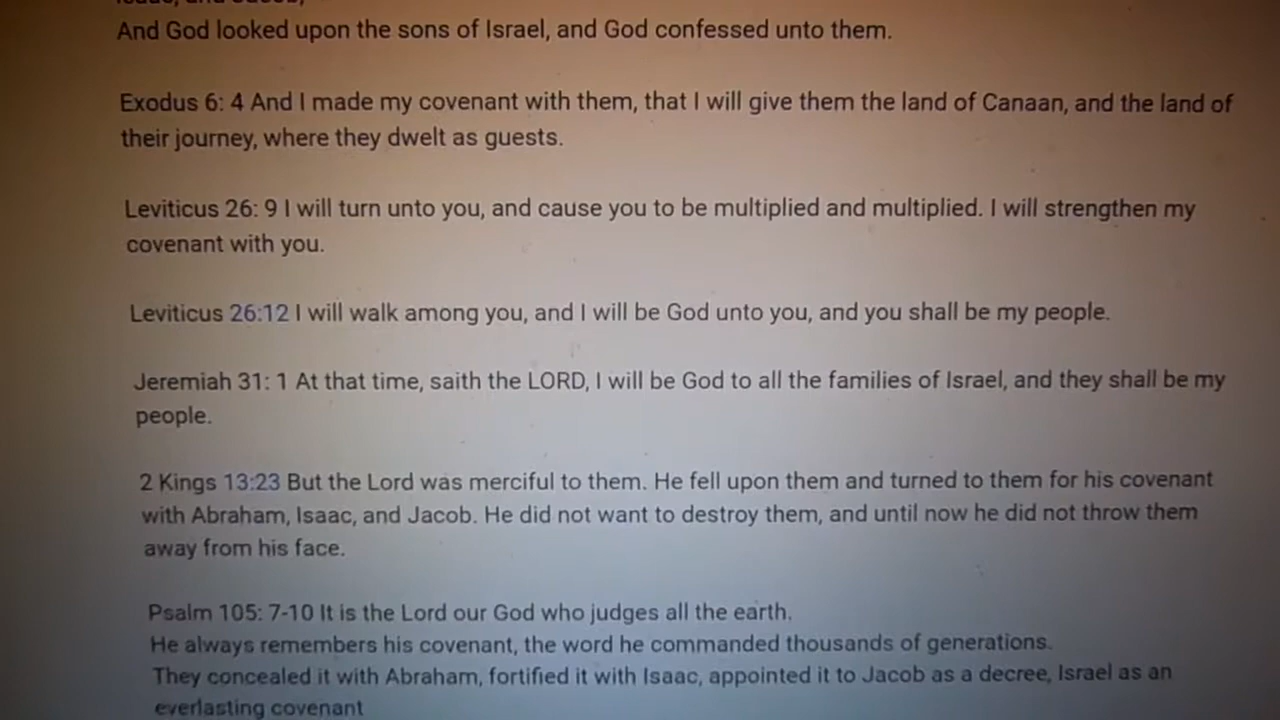 And God looked upon the sons of Israel, and God confessed unto them.
Exodus 6: 4 And I made my covenant with them, that I will give them the land of Canaan, and the land of
their journey, where they dwelt as guests.
Leviticus 26: 9 I will turn unto you, and cause you to be multiplied and multiplied. I will strengthen my
covenant with you.
Leviticus 26:12 I will walk among you, and I will be God unto you, and you shall be my people.
Jeremiah 31: 1 At that time, saith the LORD, I will be God to all the families of Israel, and they shall be my
people.
2 Kings 13:23 But the Lord was merciful to them. He fell upon them and turned to them for his covenant
with Abraham, Isaac, and Jacob. He did not want to destroy them, and until now he did not throw them
away from his face.
Psalm 105: 7-10 It is the Lord our God who judges all the earth.
He always remembers his covenant, the word he commanded thousands of generations.
They concealed it with Abraham, fortified it with Isaac, appointed it to Jacob as a decree, Israel as an
everlasting covenant